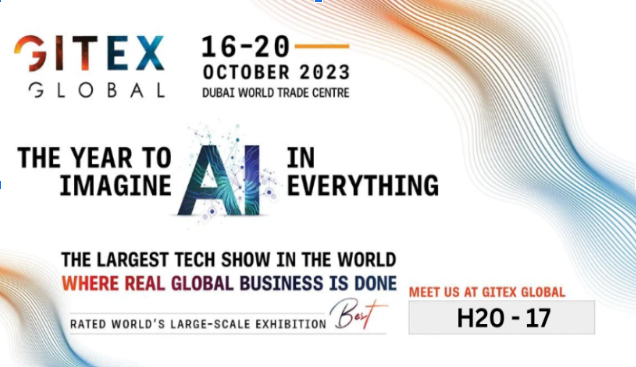 GITEX
GLOBAL
16-20
OCTOBER 2023
DUBAI WORLD TRADE CENTRE
THE YEAR TO
IMAGINE
AI
IN
EVERYTHING
THE LARGEST TECH SHOW IN THE WORLD
WHERE REAL GLOBAL BUSINESS IS DONE
RATED WORLD'S LARGE-SCALE EXHIBITION Best
MEET US AT GITEX GLOBAL
H20 - 17